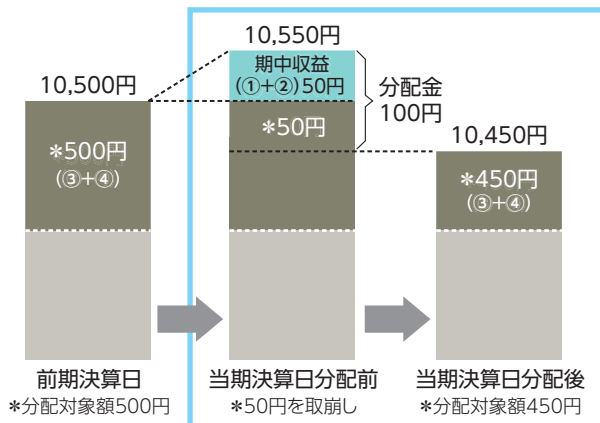 10,500円
*500円
(③+④)
前期決算日
*分配対象額500円
10,550円
期中収益
(①+②)50円
*50円
分配金
100円
当期決算日分配前
*50円を取崩し
10,450円
*450円
(③+④)
当期決算日分配後
*分配対象額450円